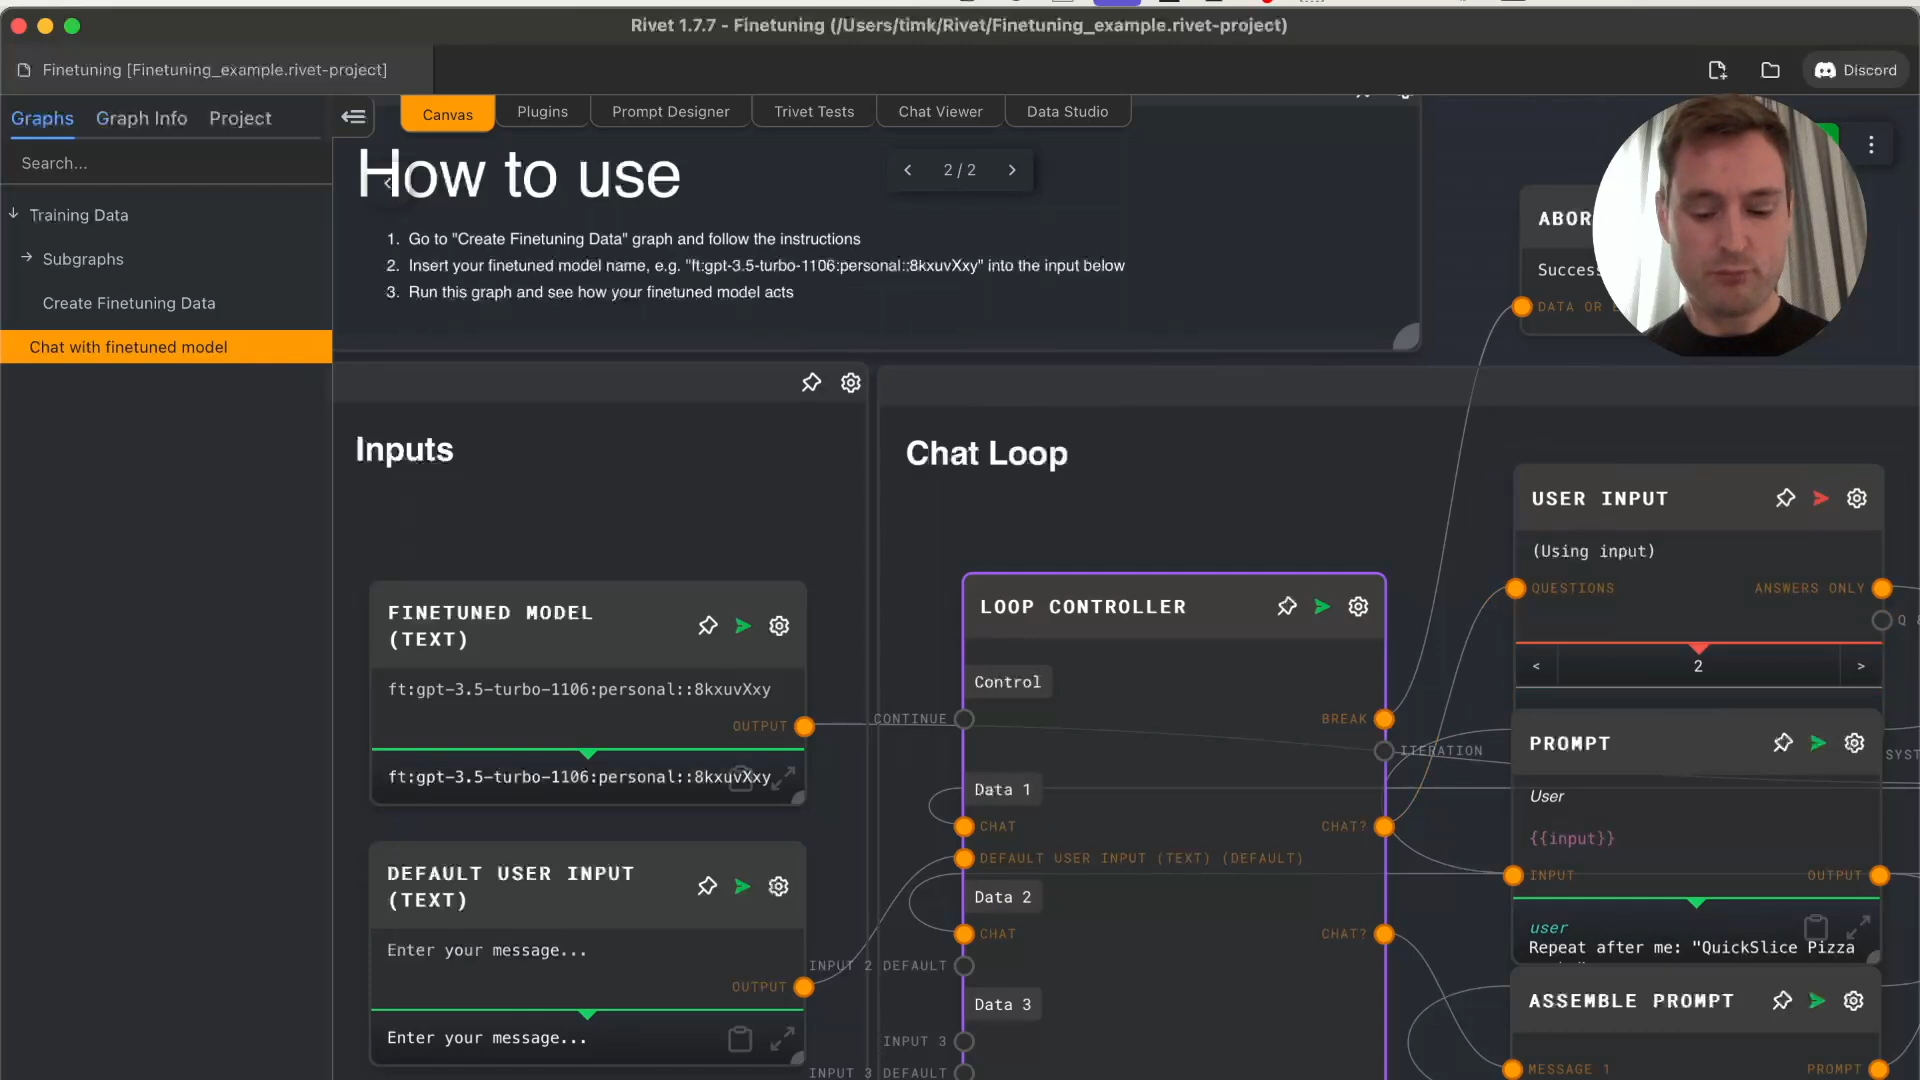 Rivet 1.7.7 - Finetuning (/Users/timk/Rivet/Finetuning_example.rivet-project)
Finetuning [Finetuning_example.rivet-project]
Discord
Graphs
Graph Info
Project
Canvas
Plugins
Prompt Designer
Trivet Tests
Chat Viewer
Data Studio
Search...
Training Data
Subgraphs
Create Finetuning Data
Chat with finetuned model
How to use
2 / 2
1. Go to "Create Finetuning Data" graph and follow the instructions
2. Insert your finetuned model name, e.g. "ft:gpt-3.5-turbo-1106:personal::8kxuvXxy" into the input below
3. Run this graph and see how your finetuned model acts
DATA OR
Inputs
FINETUNED MODEL
(TEXT)
ft:gpt-3.5-turbo-1106:personal::8kxuvXxy
OUTPUT
ft:gpt-3.5-turbo-1106:personal::8kxuvXxy
DEFAULT USER INPUT
(TEXT)
Enter your message...
OUTPUT
Enter your message...
Chat Loop
LOOP CONTROLLER
Control
CONTINUE
BREAK
ITERATION
Data 1
CHAT
CHAT?
DEFAULT USER INPUT (TEXT) (DEFAULT)
Data 2
CHAT
CHAT?
INPUT 2 DEFAULT
Data 3
INPUT 3
INPUT 3 DEFAULT
USER INPUT
(Using input)
QUESTIONS
ANSWERS ONLY
Q &
<
2
>
PROMPT
SYST
User
{{input}}
INPUT
OUTPUT
user
Repeat after me: "QuickSlice Pizza
ASSEMBLE PROMPT
MESSAGE 1
PROMPT